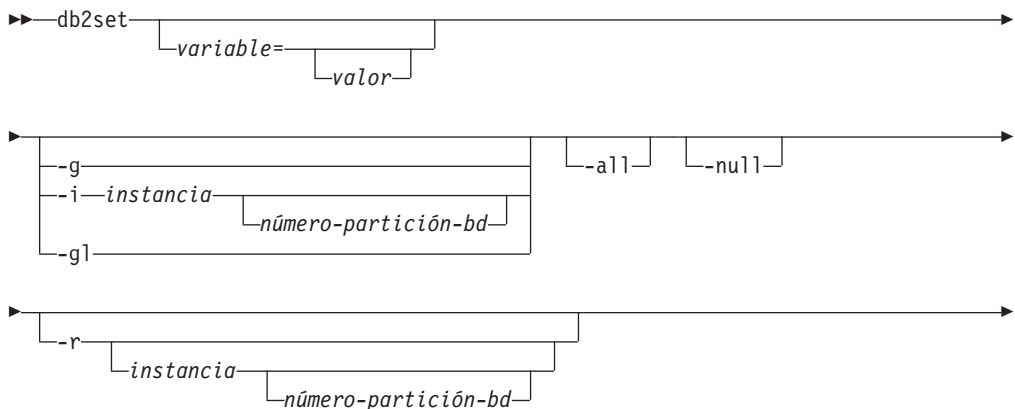 db2set
variable=
valor
-g
-i instancia
número-partición-bd
-gl
-all
-null
-r
instancia
número-partición-bd